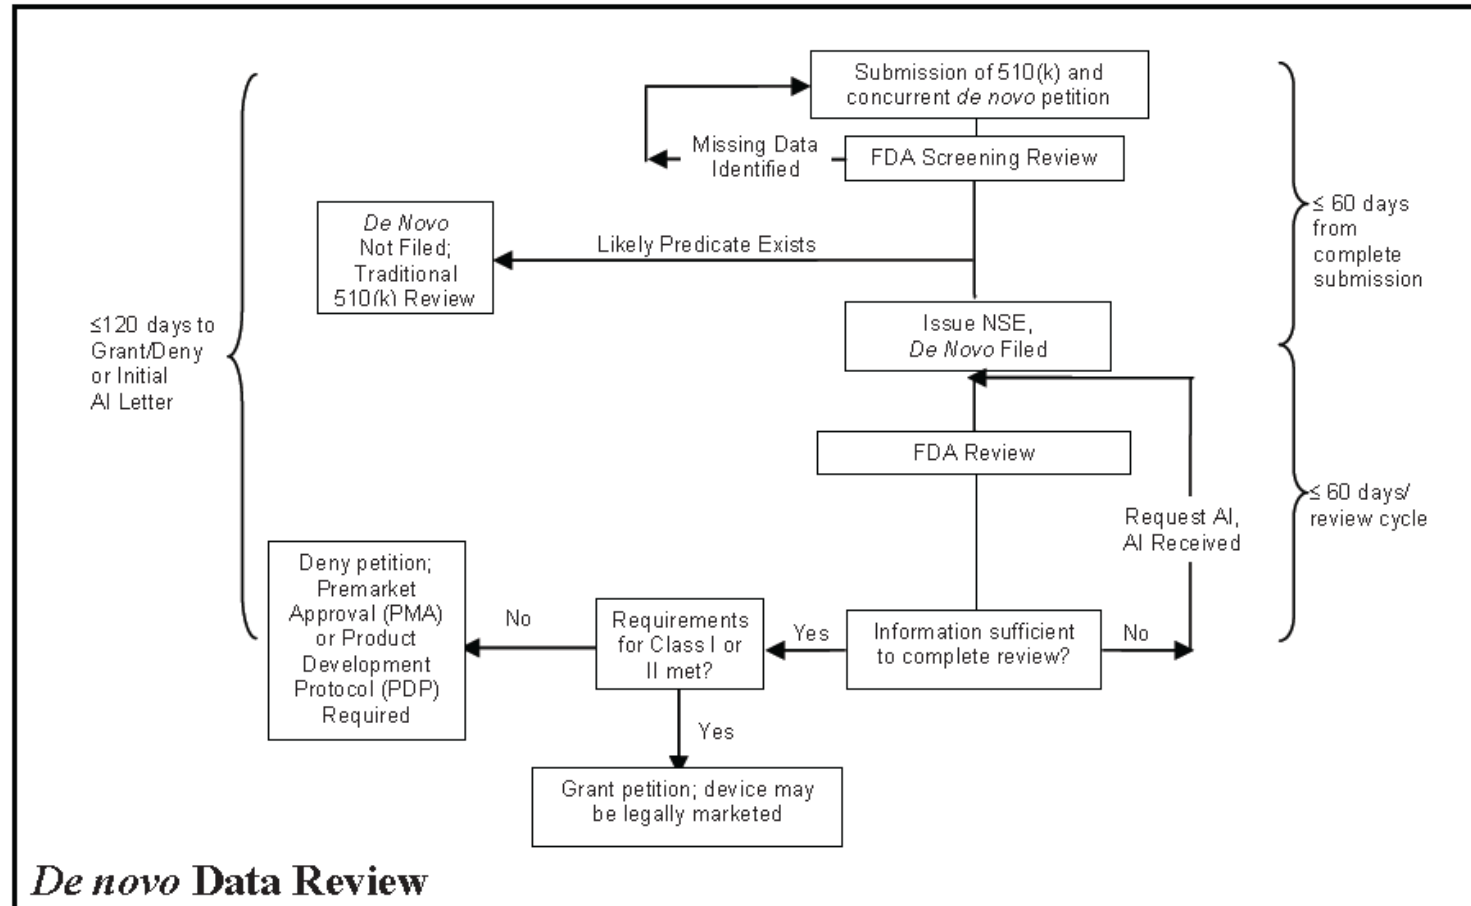 Submission of 510(k) and
concurrent de novo petition
Missing Data
Identified
FDA Screening Review
De Novo
Not Filed;
Traditional
510(k) Review
Likely Predicate Exists
≤ 60 days
from
complete
submission
≤120 days to
Grant/Deny
or Initial
AI Letter
Issue NSE,
De Novo Filed
FDA Review
Request AI,
AI Received
≤ 60 days/
review cycle
Deny petition;
Premarket
Approval (PMA)
or Product
Development
Protocol (PDP)
Required
No
Requirements
for Class I or
II met?
Yes
Information sufficient
to complete review?
No
Yes
Grant petition; device may
be legally marketed
De novo Data Review